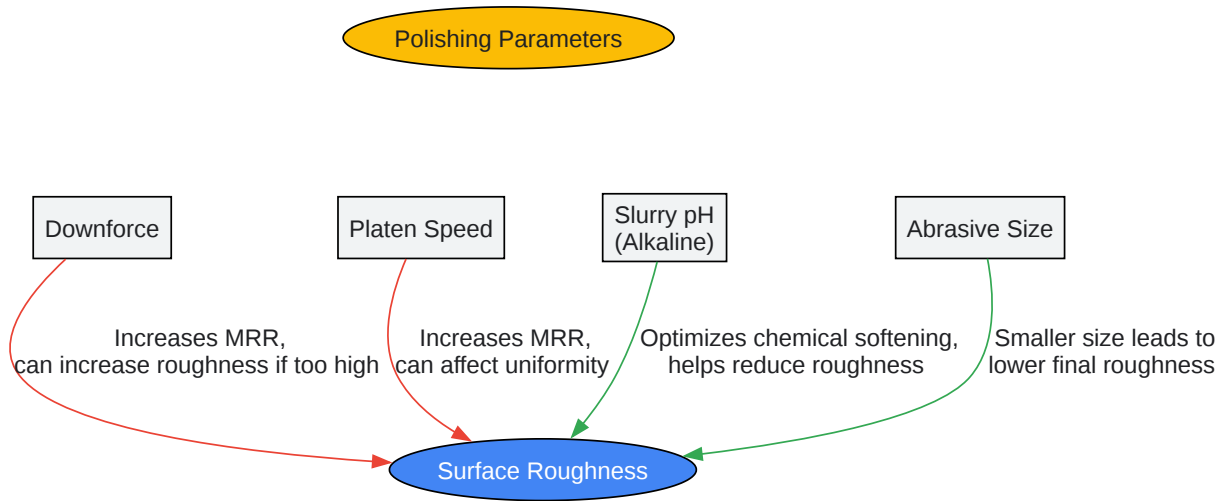 Polishing Parameters
Downforce
Platen Speed
Slurry pH
(Alkaline)
Abrasive Size
Increases MRR,
can increase roughness if too high
Increases MRR,
can affect uniformity
Optimizes chemical softening,
helps reduce roughness
Smaller size leads to
lower final roughness
Surface Roughness